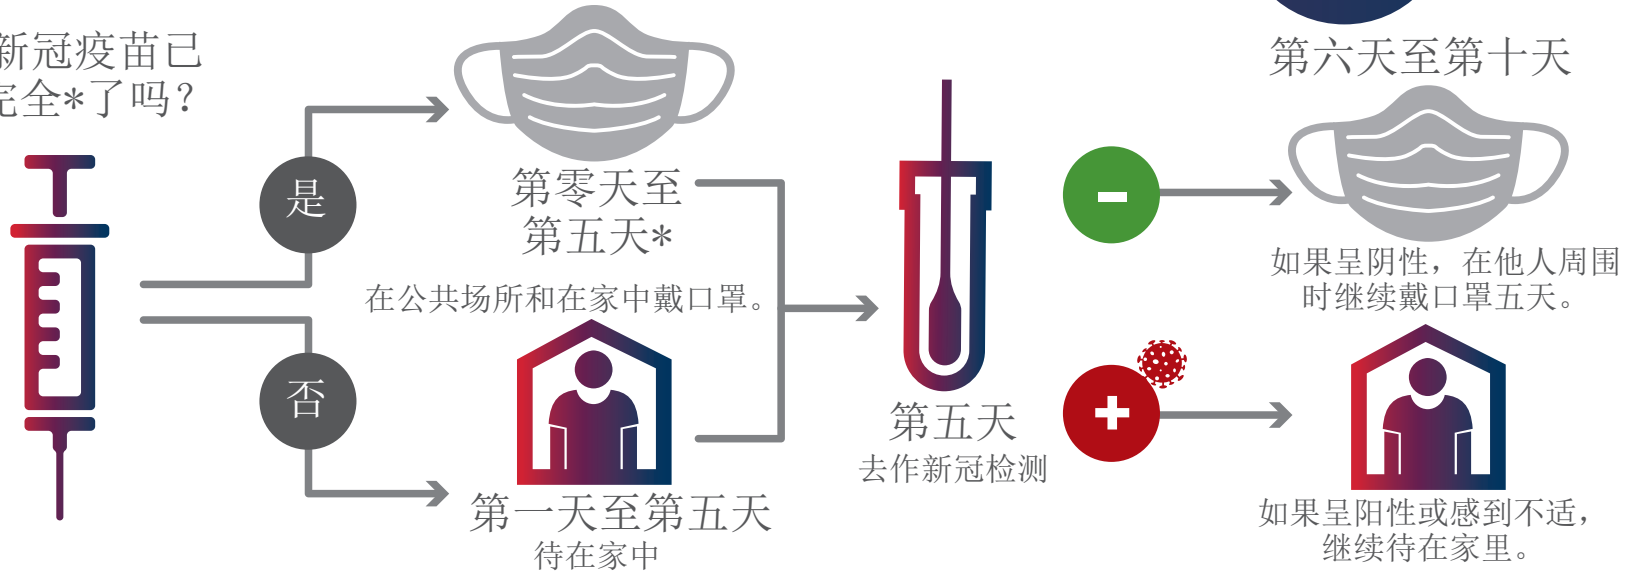 新冠疫苗已
完全*了吗？
是
否
第零天至
第五天*
在公共场所和在家中戴口罩。
第一天至第五天
待在家中
第五天
去作新冠检测
-
+
第六天至第十天
如果呈阴性，在他人周围
时继续戴口罩五天。
如果呈阳性或感到不适，
继续待在家里。